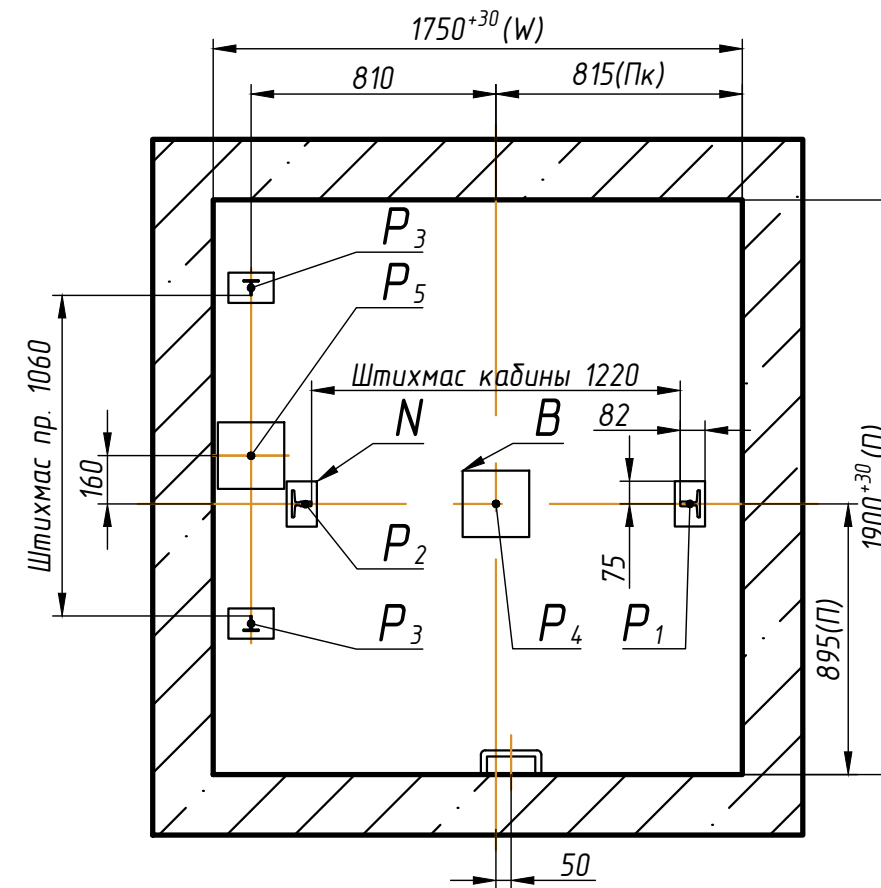 1750+30(W)
810
815(Пк)
P3
P5
Штихмас кабины 1220
N
B
82
Штихмас пр. 1060
160
75
1900+30(П)
P2
P3
P4
P1
895(П)
50